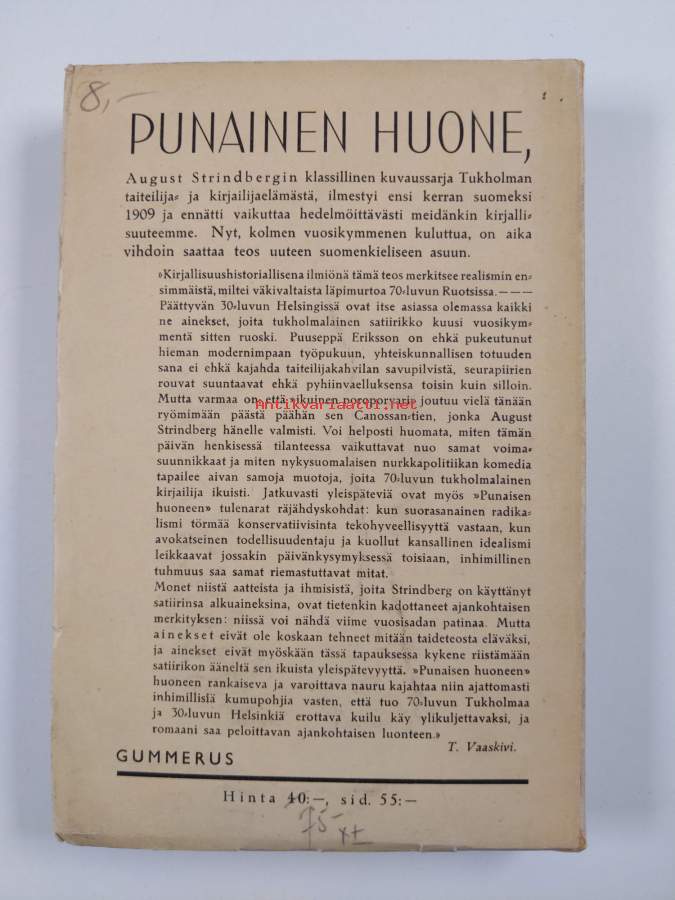 8,-
PUNAINEN HUONE,
August Strindbergin klassillinen kuvaussarja Tukholman
taiteilija- ja kirjailijaelämästä, ilmestyi ensi kerran suomeksi
1909 ja ennätti vaikuttaa hedelmöittävästi meidänkin kirjalli-
suuteemme. Nyt, kolmen vuosikymmenen kuluttua, on aika
vihdoin saattaa teos uuteen suomenkieliseen asuun.
»Kirjallisuushistoriallisena ilmiönä tämä teos merkitsee realismin en-
simmäistä, miltei väkivaltaista läpimurtoa 70-luvun Ruotsissa. — — —
Päättyvän 30-luvun Helsingissä ovat itse asiassa olemassa kaikki
ne ainekset, joita tukholmalainen satiirikko kuusi vuosikym-
mentä sitten ruoski. Puuseppä Eriksson on ehkä pukeutunut
hieman modernimpaan työpukuun, yhteiskunnallisen totuuden
sana ei ehkä kajahda taiteilijakahvilan savupilvistä, seurapiirien
rouvat suuntaavat ehkä pyhiinvaelluksensa toisin kuin silloin.
Mutta varmaa on että »ikuinen poroporvari» joutuu vielä tänään
Antikvariaatti.net
ryömimään päästä päähän sen Canossan-tien, jonka August
Strindberg hänelle valmisti. Voi helposti huomata, miten tämän
päivän henkisessä tilanteessa vaikuttavat nuo samat voima-
suunnikkaat ja miten nykysuomalaisen nurkkapolitiikan komedia
tapailee aivan samoja muotoja, joita 70-luvun tukholmalainen
kirjailija ikuisti. Jatkuvasti yleispäteviä ovat myös »Punaisen
huoneen» tulenarat räjähdyskohdat: kun suorasanainen radika-
lismi törmää konservatiivisinta tekohyveellisyyttä vastaan, kun
avokatseinen todellisuudentaju ja kuollut kansallinen idealismi
leikkaavat jossakin päivänkysymyksessä toisiaan, inhimillinen
tuhmuus saa samat riemastuttavat mitat.
Monet niistä aatteista ja ihmisistä, joita Strindberg on käyttänyt
satiirinsa alkuaineksina, ovat tietenkin kadottaneet ajankohtaisen
merkityksen: niissä voi nähdä viime vuosisadan patinaa. Mutta
ainekset eivät ole koskaan tehneet mitään taideteosta eläväksi,
ja ainekset eivät myöskään tässä tapauksessa kykene riistämään
satiirikon ääneltä sen ikuista yleispätevyyttä. »Punaisen huoneen»
huoneen rankaiseva ja varoittava nauru kajahtaa niin ajattomasti
inhimillisiä kumupohjia vasten, että tuo 70-luvun Tukholmaa
ja 30-luvun Helsinkiä erottava kuilu käy ylikuljettavaksi, ja
romaani saa peloittavan ajankohtaisen luonteen.»
T. Vaaskivi.
GUMMERUS
Hinta 40:—, sid. 55:—
75-